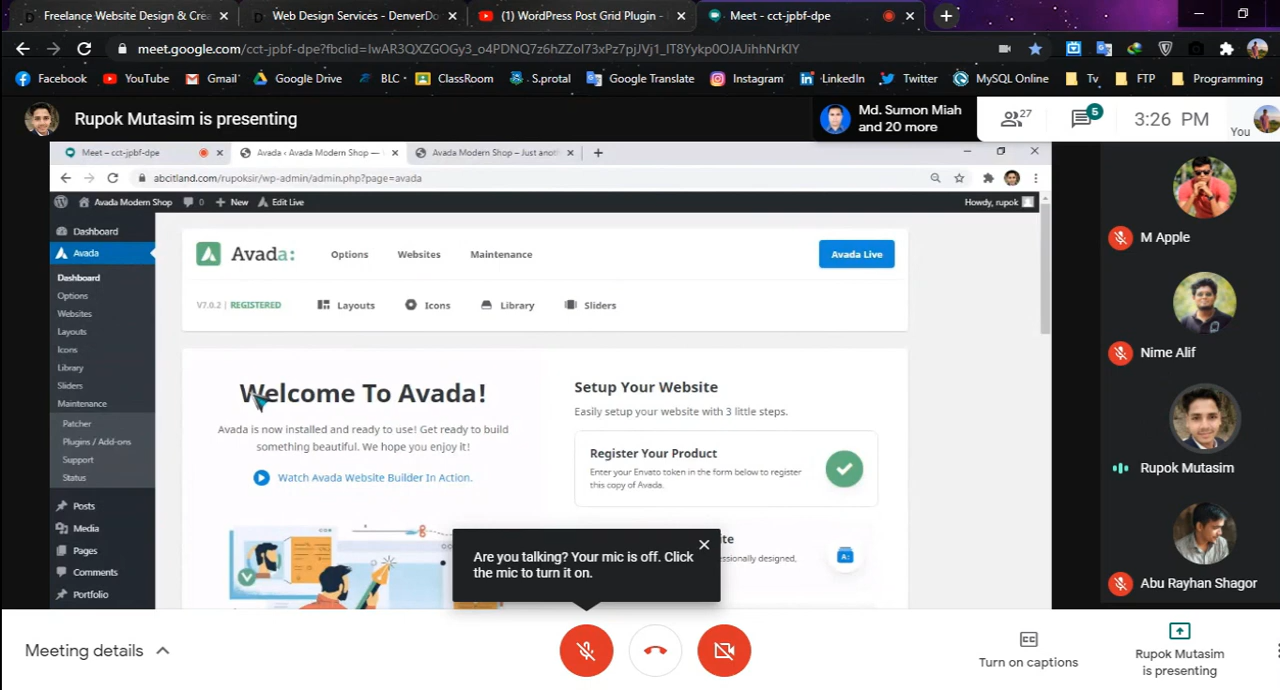 Freelance Website Design & Crea
Web Design Services - DenverDo
(1) WordPress Post Grid Plugin -
Meet - cct-jpbf-dpe
meet.google.com/cct-jpbf-dpe?fbclid=IwAR3QXZGOGy3_o4PDNQ7z6hZZoI73xPz7pjJVj1_IT8Yykp0OJAJihhNrKIY
Facebook
YouTube
Gmail
Google Drive
BLC
ClassRoom
S.protal
Google Translate
Instagram
LinkedIn
Twitter
MySQL Online
Tv
FTP
Programming
Rupok Mutasim is presenting
Md. Sumon Miah
and 20 more
27
5
3:26 PM
You
Meet – cct-jpbf-dpe
Avada ‹ Avada Modern Shop —
Avada Modern Shop – Just anot
abcitland.com/rupoksir/wp-admin/admin.php?page=avada
Avada Modern Shop
0
New
Edit Live
Howdy, rupok
Dashboard
Avada
Dashboard
Options
Websites
Layouts
Icons
Library
Sliders
Maintenance
Patcher
Plugins / Add-ons
Support
Status
Posts
Media
Pages
Comments
Portfolio
Avada:
Options
Websites
Maintenance
Avada Live
V7.0.2 | REGISTERED
Layouts
Icons
Library
Sliders
Welcome To Avada!
Avada is now installed and ready to use! Get ready to build
something beautiful. We hope you enjoy it!
Watch Avada Website Builder In Action.
Setup Your Website
Easily setup your website with 3 little steps.
Register Your Product
Enter your Envato token in the form below to register
this copy of Avada.
te
essionally designed,
A:
Are you talking? Your mic is off. Click
the mic to turn it on.
M Apple
Nime Alif
Rupok Mutasim
Abu Rayhan Shagor
Meeting details
CC
Turn on captions
Rupok Mutasim
is presenting